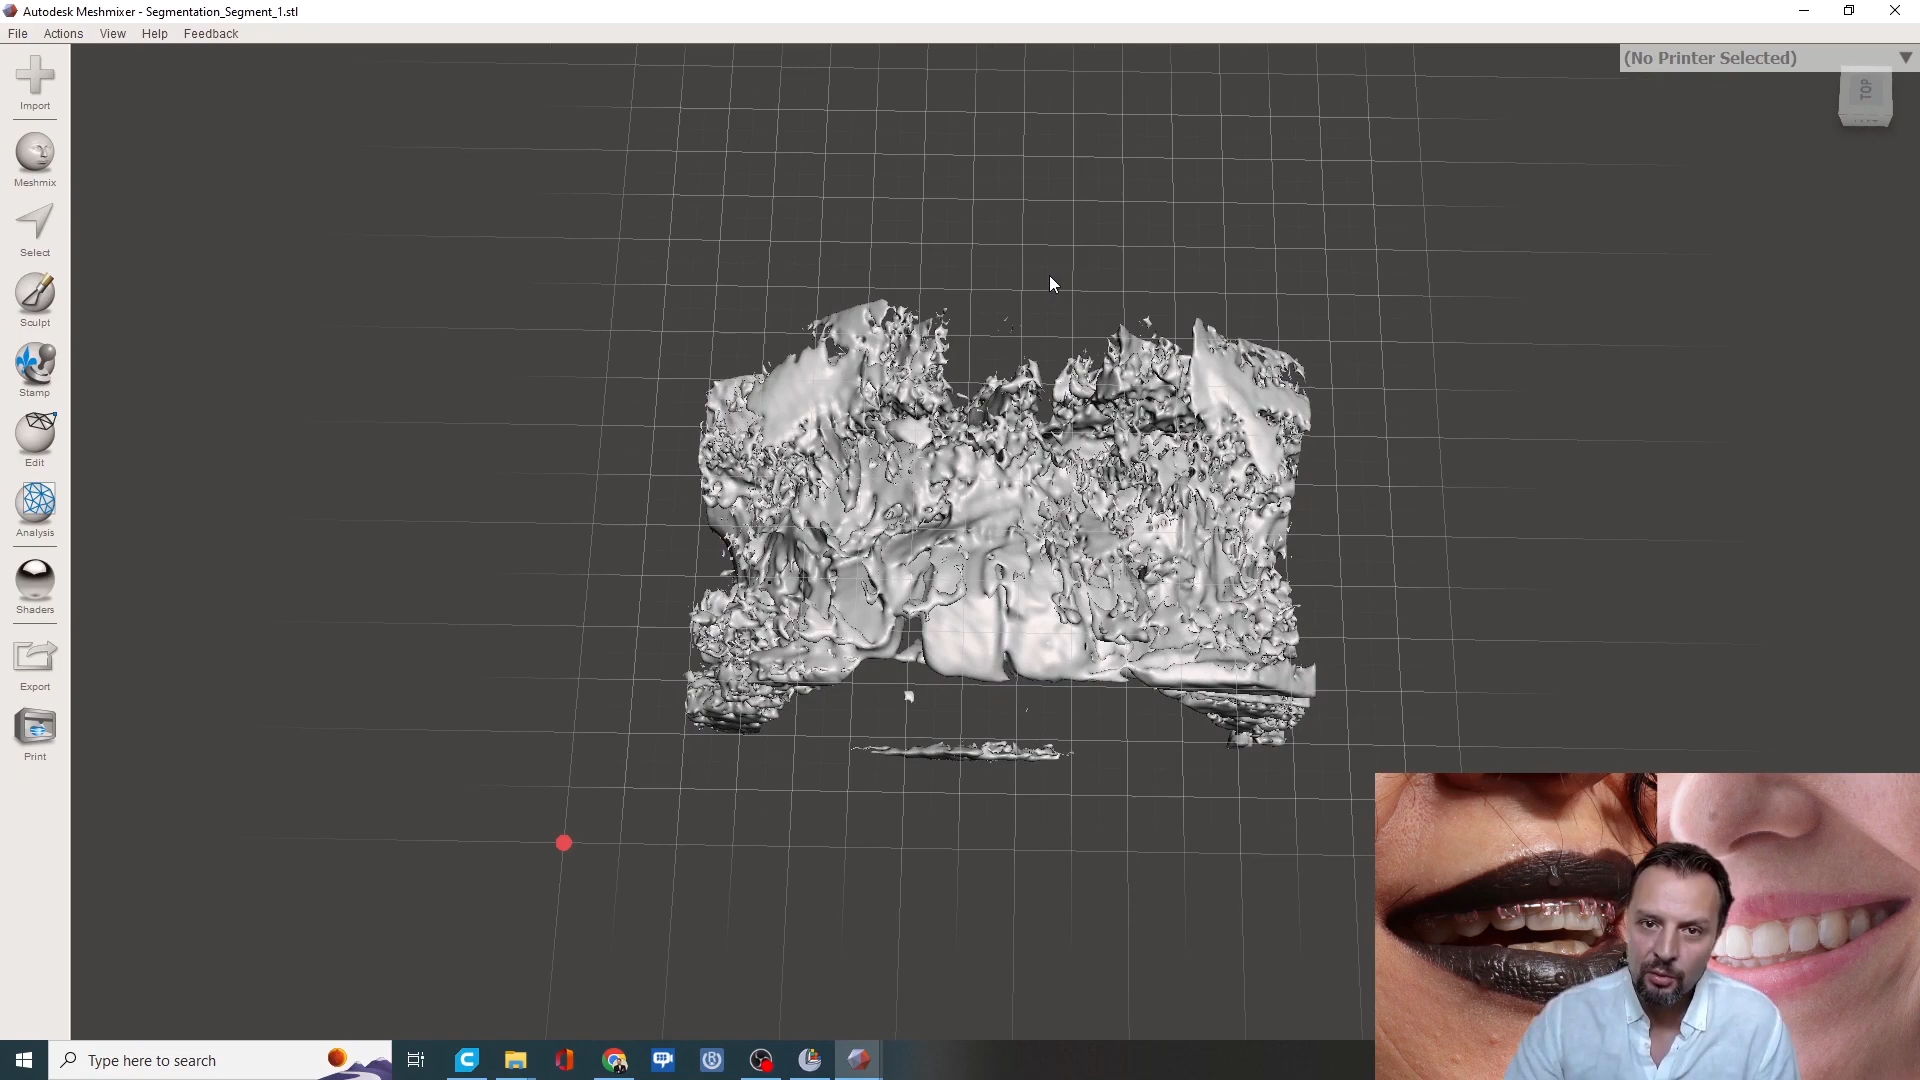 Autodesk Meshmixer - Segmentation_Segment_1.stl
File Actions View Help Feedback
(No Printer Selected)
TOP
Import
Meshmix
Select
Sculpt
Stamp
Edit
Analysis
Shaders
Export
Print
Type here to search